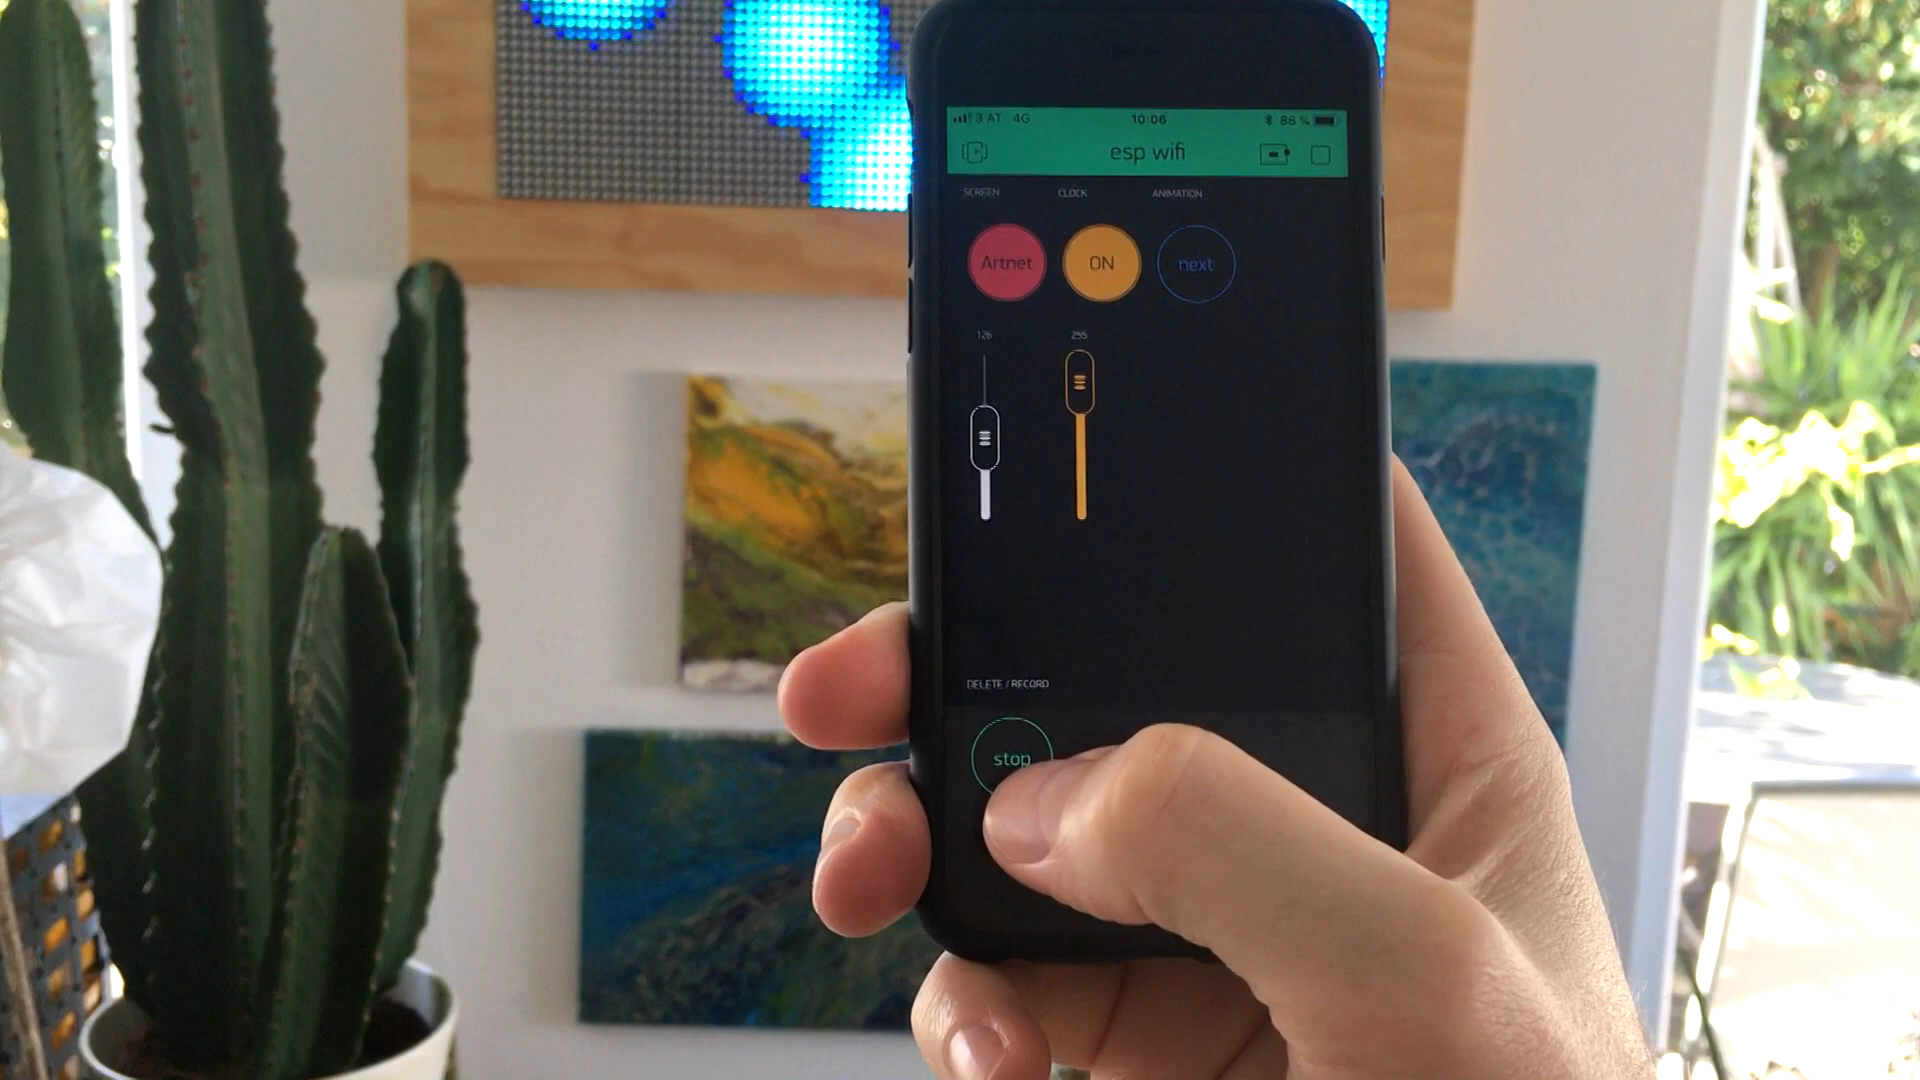 3 AT 4G 10:06 86 %
esp wifi
SCREEN CLOCK ANIMATION
Artnet ON next
126 255
DELETE / RECORD
stop